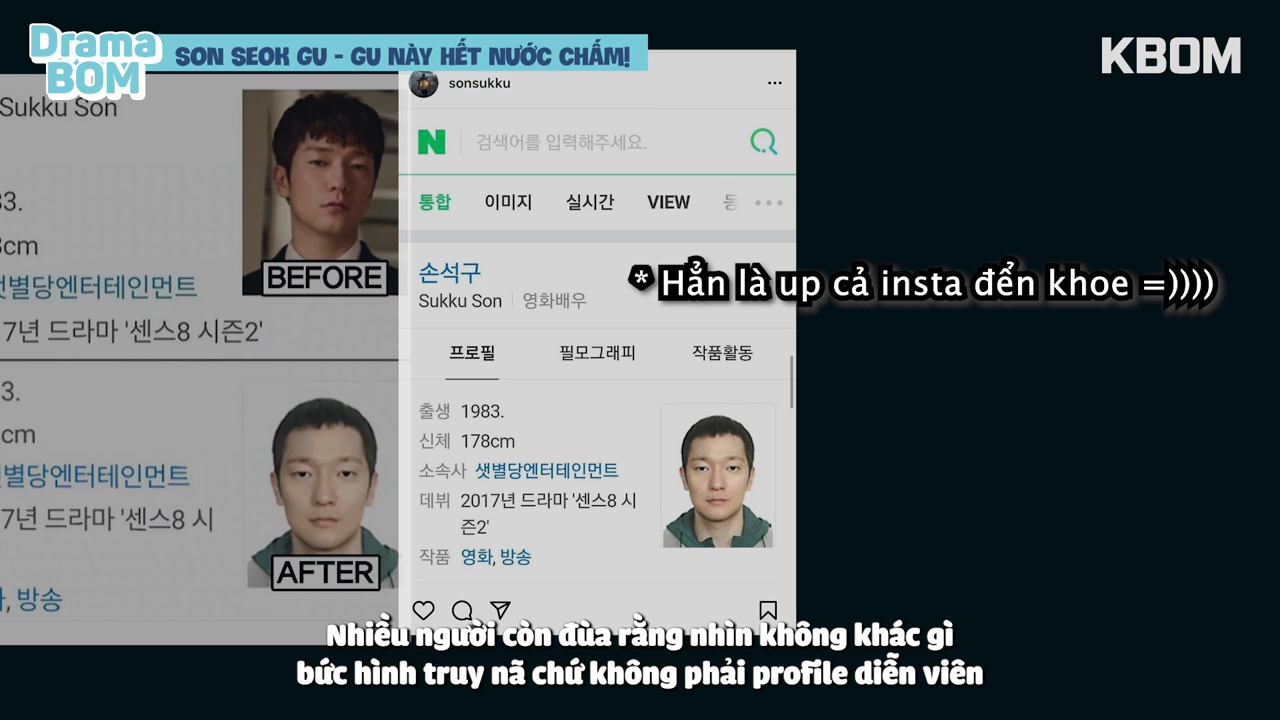 Drama
BOM
SON SEOK GU - GU NÀY HẾT NƯỚC CHẤM!
KBOM
Sukku Son
33.
cm
샛별당엔터테인먼트
7년 드라마 '센스8 시즌2'
BEFORE
3.
cm
별당엔터테인먼트
7년 드라마 '센스8 시
, 방송
AFTER
sonsukku
N
검색어를 입력해주세요.
통합 이미지 실시간 VIEW
손석구
Sukku Son 영화배우
프로필 필모그래피 작품활동
출생 1983.
신체 178cm
소속사 샛별당엔터테인먼트
데뷔 2017년 드라마 '센스8 시
즌2'
작품 영화, 방송
* Hẳn là up cả insta đển khoe =))))
Nhiều người còn đùa rằng nhìn không khác gì
bức hình truy nã chứ không phải profile diễn viên